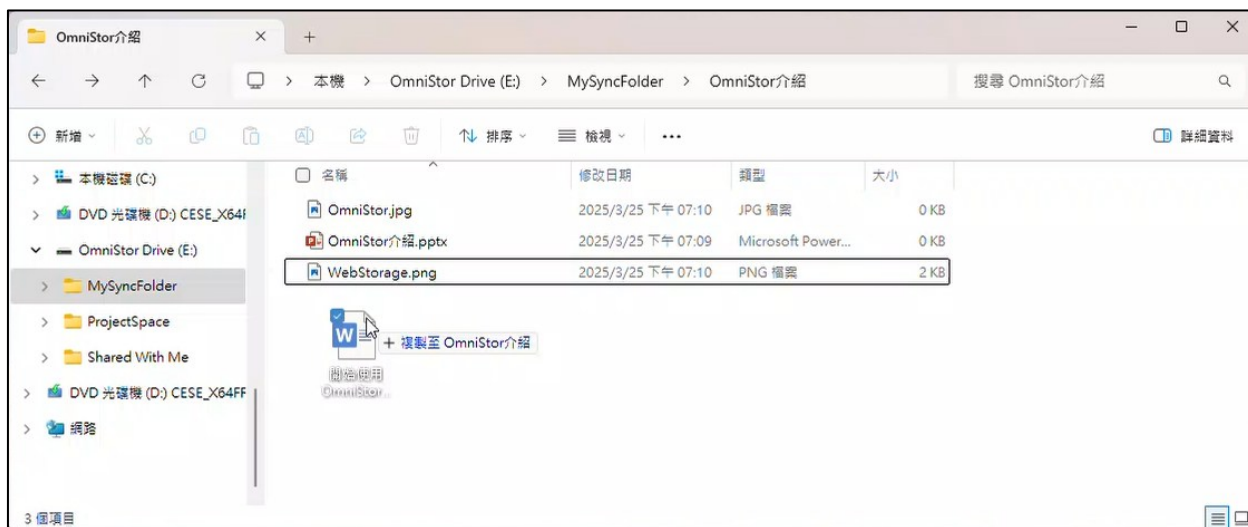 OmniStor介紹
本機 > OmniStor Drive (E:) > MySyncFolder > OmniStor介紹
搜尋 OmniStor介紹
新增 排序 檢視 ... 詳細資料
本機磁碟 (C:)
DVD 光碟機 (D:) CESE_X64F
OmniStor Drive (E:)
MySyncFolder
ProjectSpace
Shared With Me
DVD 光碟機 (D:) CESE_X64FF
網路
名稱 修改日期 類型 大小
OmniStor.jpg 2025/3/25 下午 07:10 JPG 檔案 0 KB
OmniStor介紹.pptx 2025/3/25 下午 07:09 Microsoft Power... 0 KB
WebStorage.png 2025/3/25 下午 07:10 PNG 檔案 2 KB
W
+ 複製至 OmniStor介紹
開始使用
OmniStor...
3 個項目